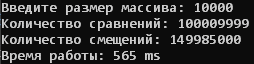 Введите размер массива: 10000
Количество сравнений: 100009999
Количество смещений: 149985000
Время работы: 565 ms